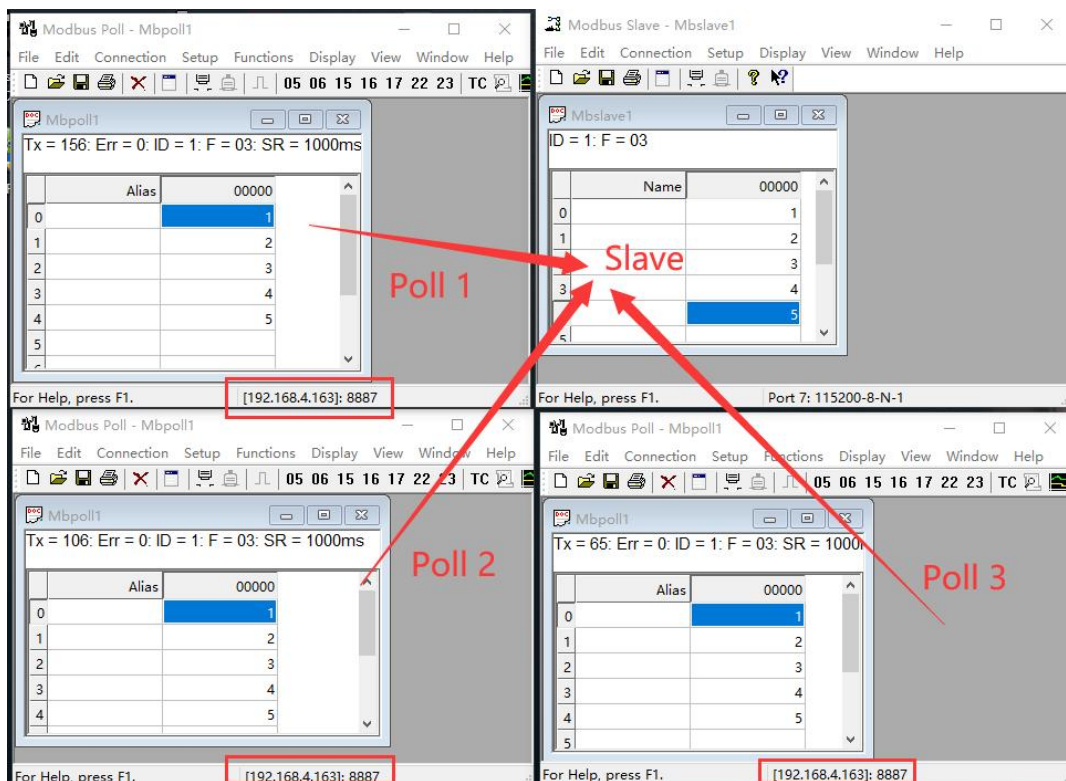 Modbus Poll - Mbpoll1
File Edit Connection Setup Functions Display View Window Help
05 06 15 16 17 22 23 TC
Mbpoll1
Tx = 156: Err = 0: ID = 1: F = 03: SR = 1000ms
Alias 00000
0 1
1 2
2 3
3 4
4 5
5
Poll 1
For Help, press F1. [192.168.4.163]: 8887
Modbus Slave - Mbslave1
File Edit Connection Setup Display View Window Help
Mbslave1
ID = 1: F = 03
Name 00000
0 1
1 2
3
3 4
5
5
Slave
For Help, press F1. Port 7: 115200-8-N-1
Modbus Poll - Mbpoll1
File Edit Connection Setup Functions Display View Window Help
05 06 15 16 17 22 23 TC
Mbpoll1
Tx = 106: Err = 0: ID = 1: F = 03: SR = 1000ms
Alias 00000
0 1
1 2
2 3
3 4
4 5
Poll 2
For Help, press F1. [192.168.4.163]: 8887
Modbus Poll - Mbpoll1
File Edit Connection Setup Functions Display View Window Help
05 06 15 16 17 22 23 TC
Mbpoll1
Tx = 65: Err = 0: ID = 1: F = 03: SR = 1000
Alias 00000
0 1
1 2
2 3
3 4
4 5
5
Poll 3
For Help, press F1. [192.168.4.163]: 8887